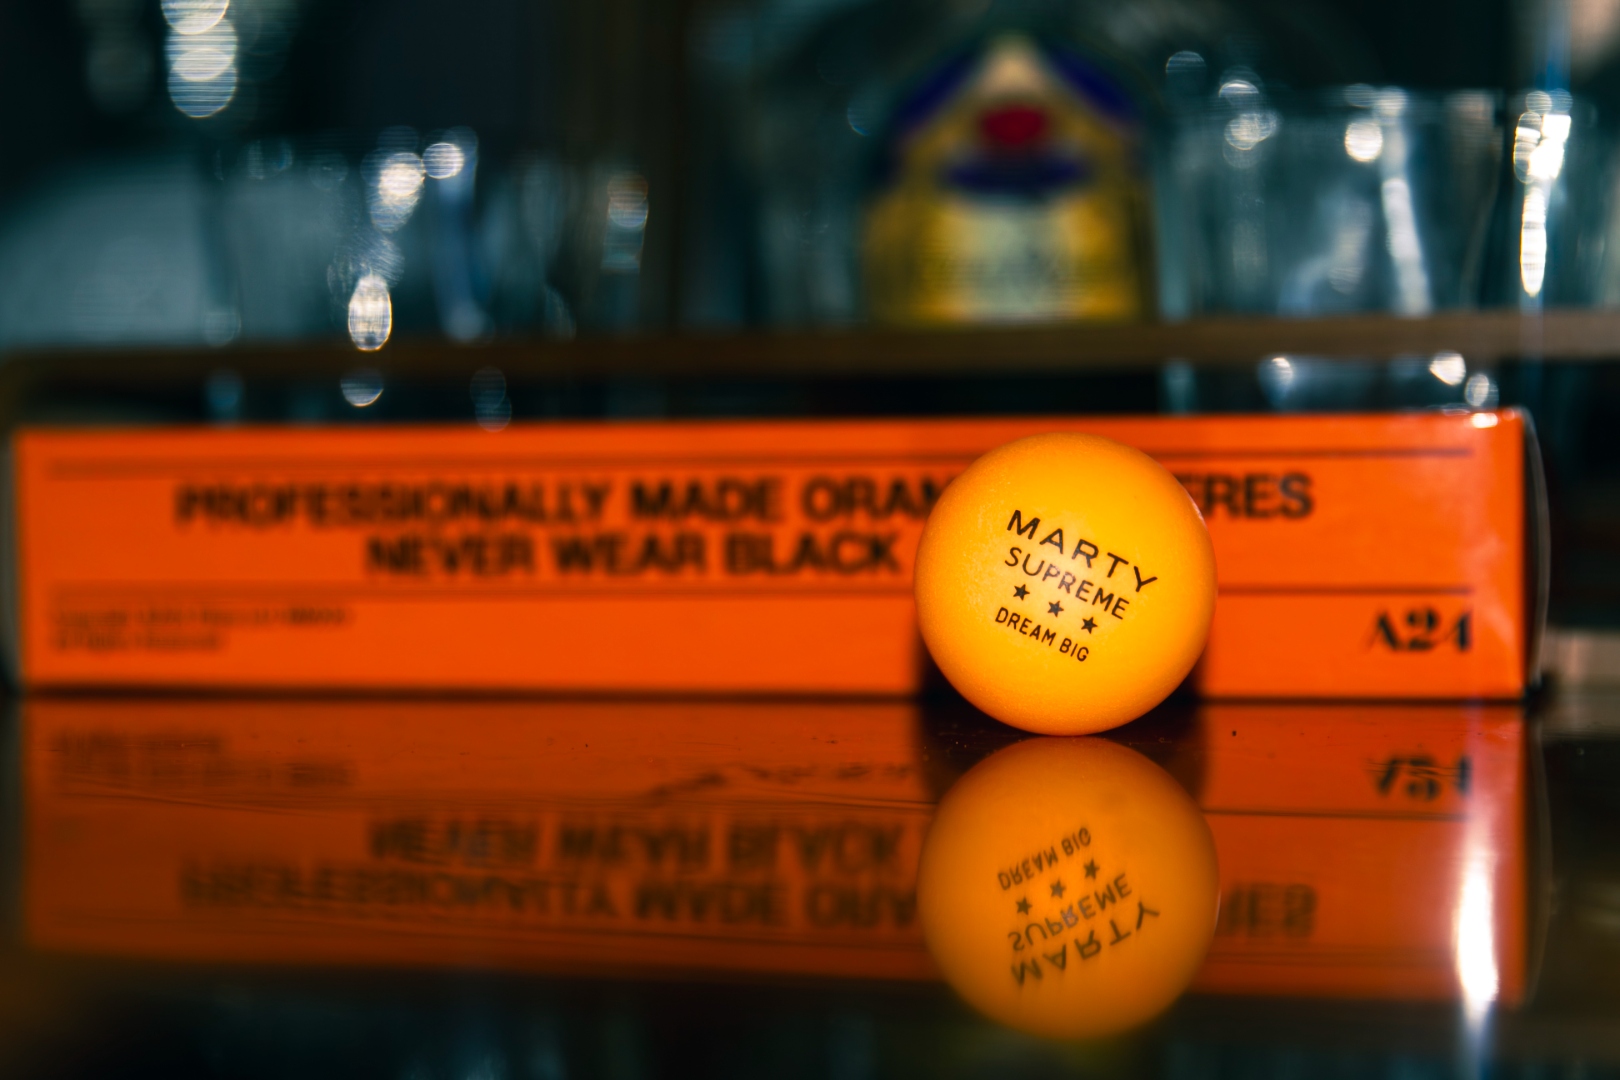 PROFESSIONALLY MADE ORAN ERES
NEVER WEAR BLACK
A24
MARTY
SUPREME
★ ★ ★
DREAM BIG